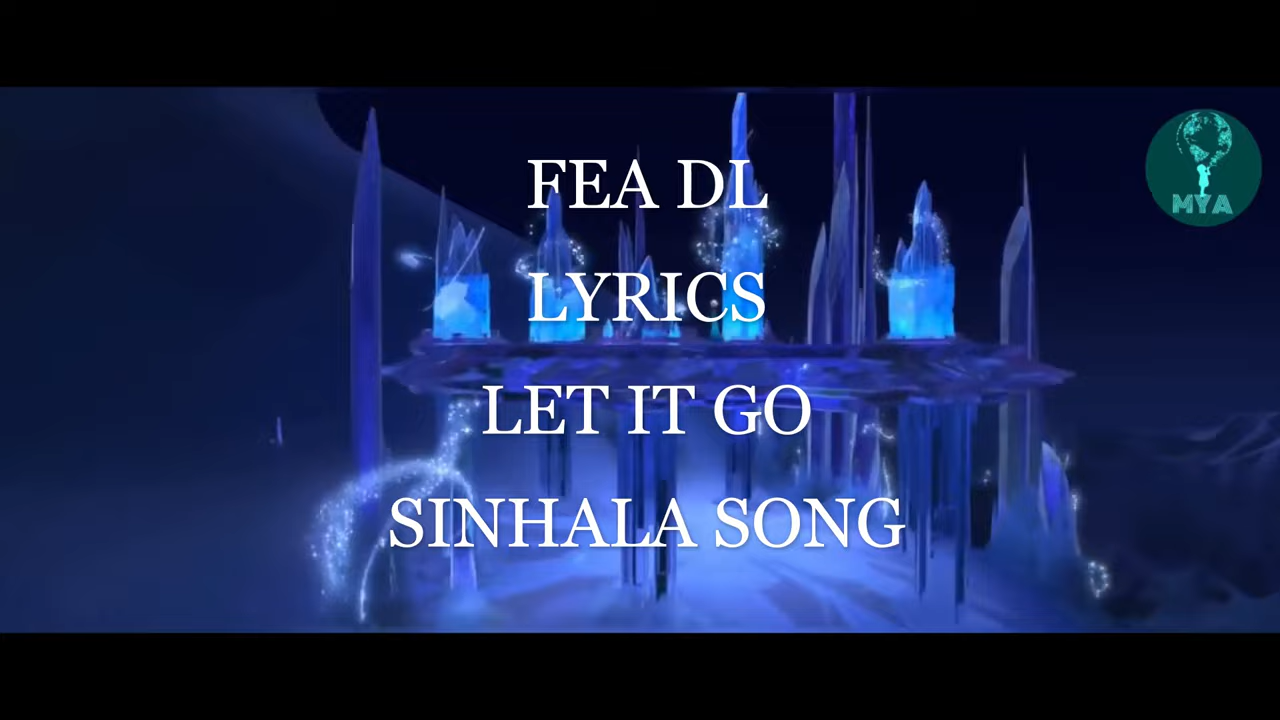 FEA DL
MYA
LYRICS
LET IT GO
SINHALA SONG